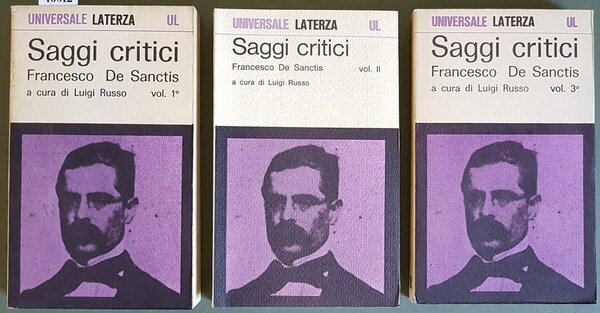 UNIVERSALE LATERZA UL
Saggi critici
Francesco De Sanctis
a cura di Luigi Russo vol. 1º
UNIVERSALE LATERZA UL
Saggi critici
Francesco De Sanctis vol. II
a cura di Luigi Russo
UNIVERSALE LATERZA UL
Saggi critici
Francesco De Sanctis
a cura di Luigi Russo vol. 3º